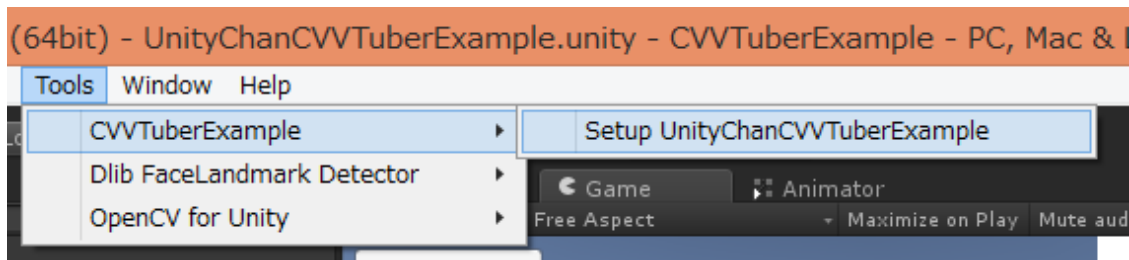 (64bit) - UnityChanCVVTuberExample.unity - CVVTuberExample - PC, Mac &
Tools Window Help
CVVTuberExample
Setup UnityChanCVVTuberExample
Dlib FaceLandmark Detector
OpenCV for Unity
Game
Animator
Free Aspect
Maximize on Play
Mute aud